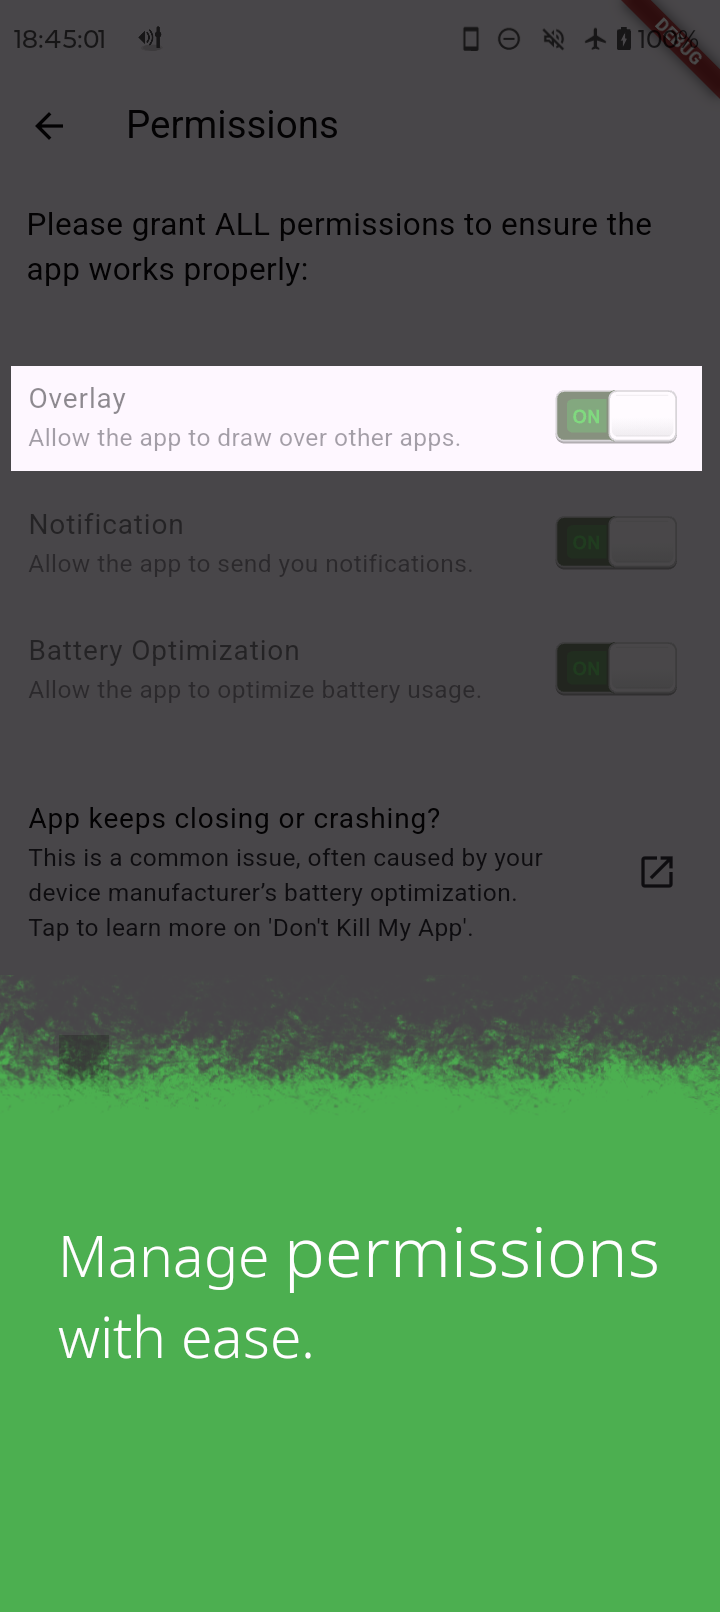 18:45:01
100%
DEBUG
Permissions
Please grant ALL permissions to ensure the
app works properly:
Overlay
Allow the app to draw over other apps.
ON
Notification
Allow the app to send you notifications.
ON
Battery Optimization
Allow the app to optimize battery usage.
ON
App keeps closing or crashing?
This is a common issue, often caused by your
device manufacturer’s battery optimization.
Tap to learn more on 'Don't Kill My App'.
Manage permissions
with ease.